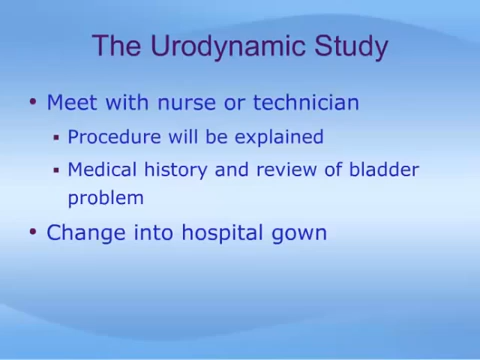 The Urodynamic Study
• Meet with nurse or technician
▪ Procedure will be explained
▪ Medical history and review of bladder
problem
• Change into hospital gown